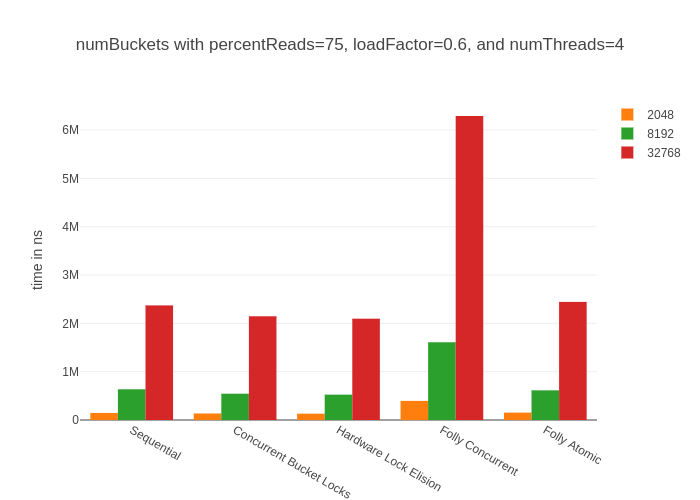 numBuckets with percentReads=75, loadFactor=0.6, and numThreads=4
2048
8192
32768
time in ns
6M
5M
4M
3M
2M
1M
0
Sequential
Concurrent Bucket Locks
Hardware Lock Elision
Folly Concurrent
Folly Atomic